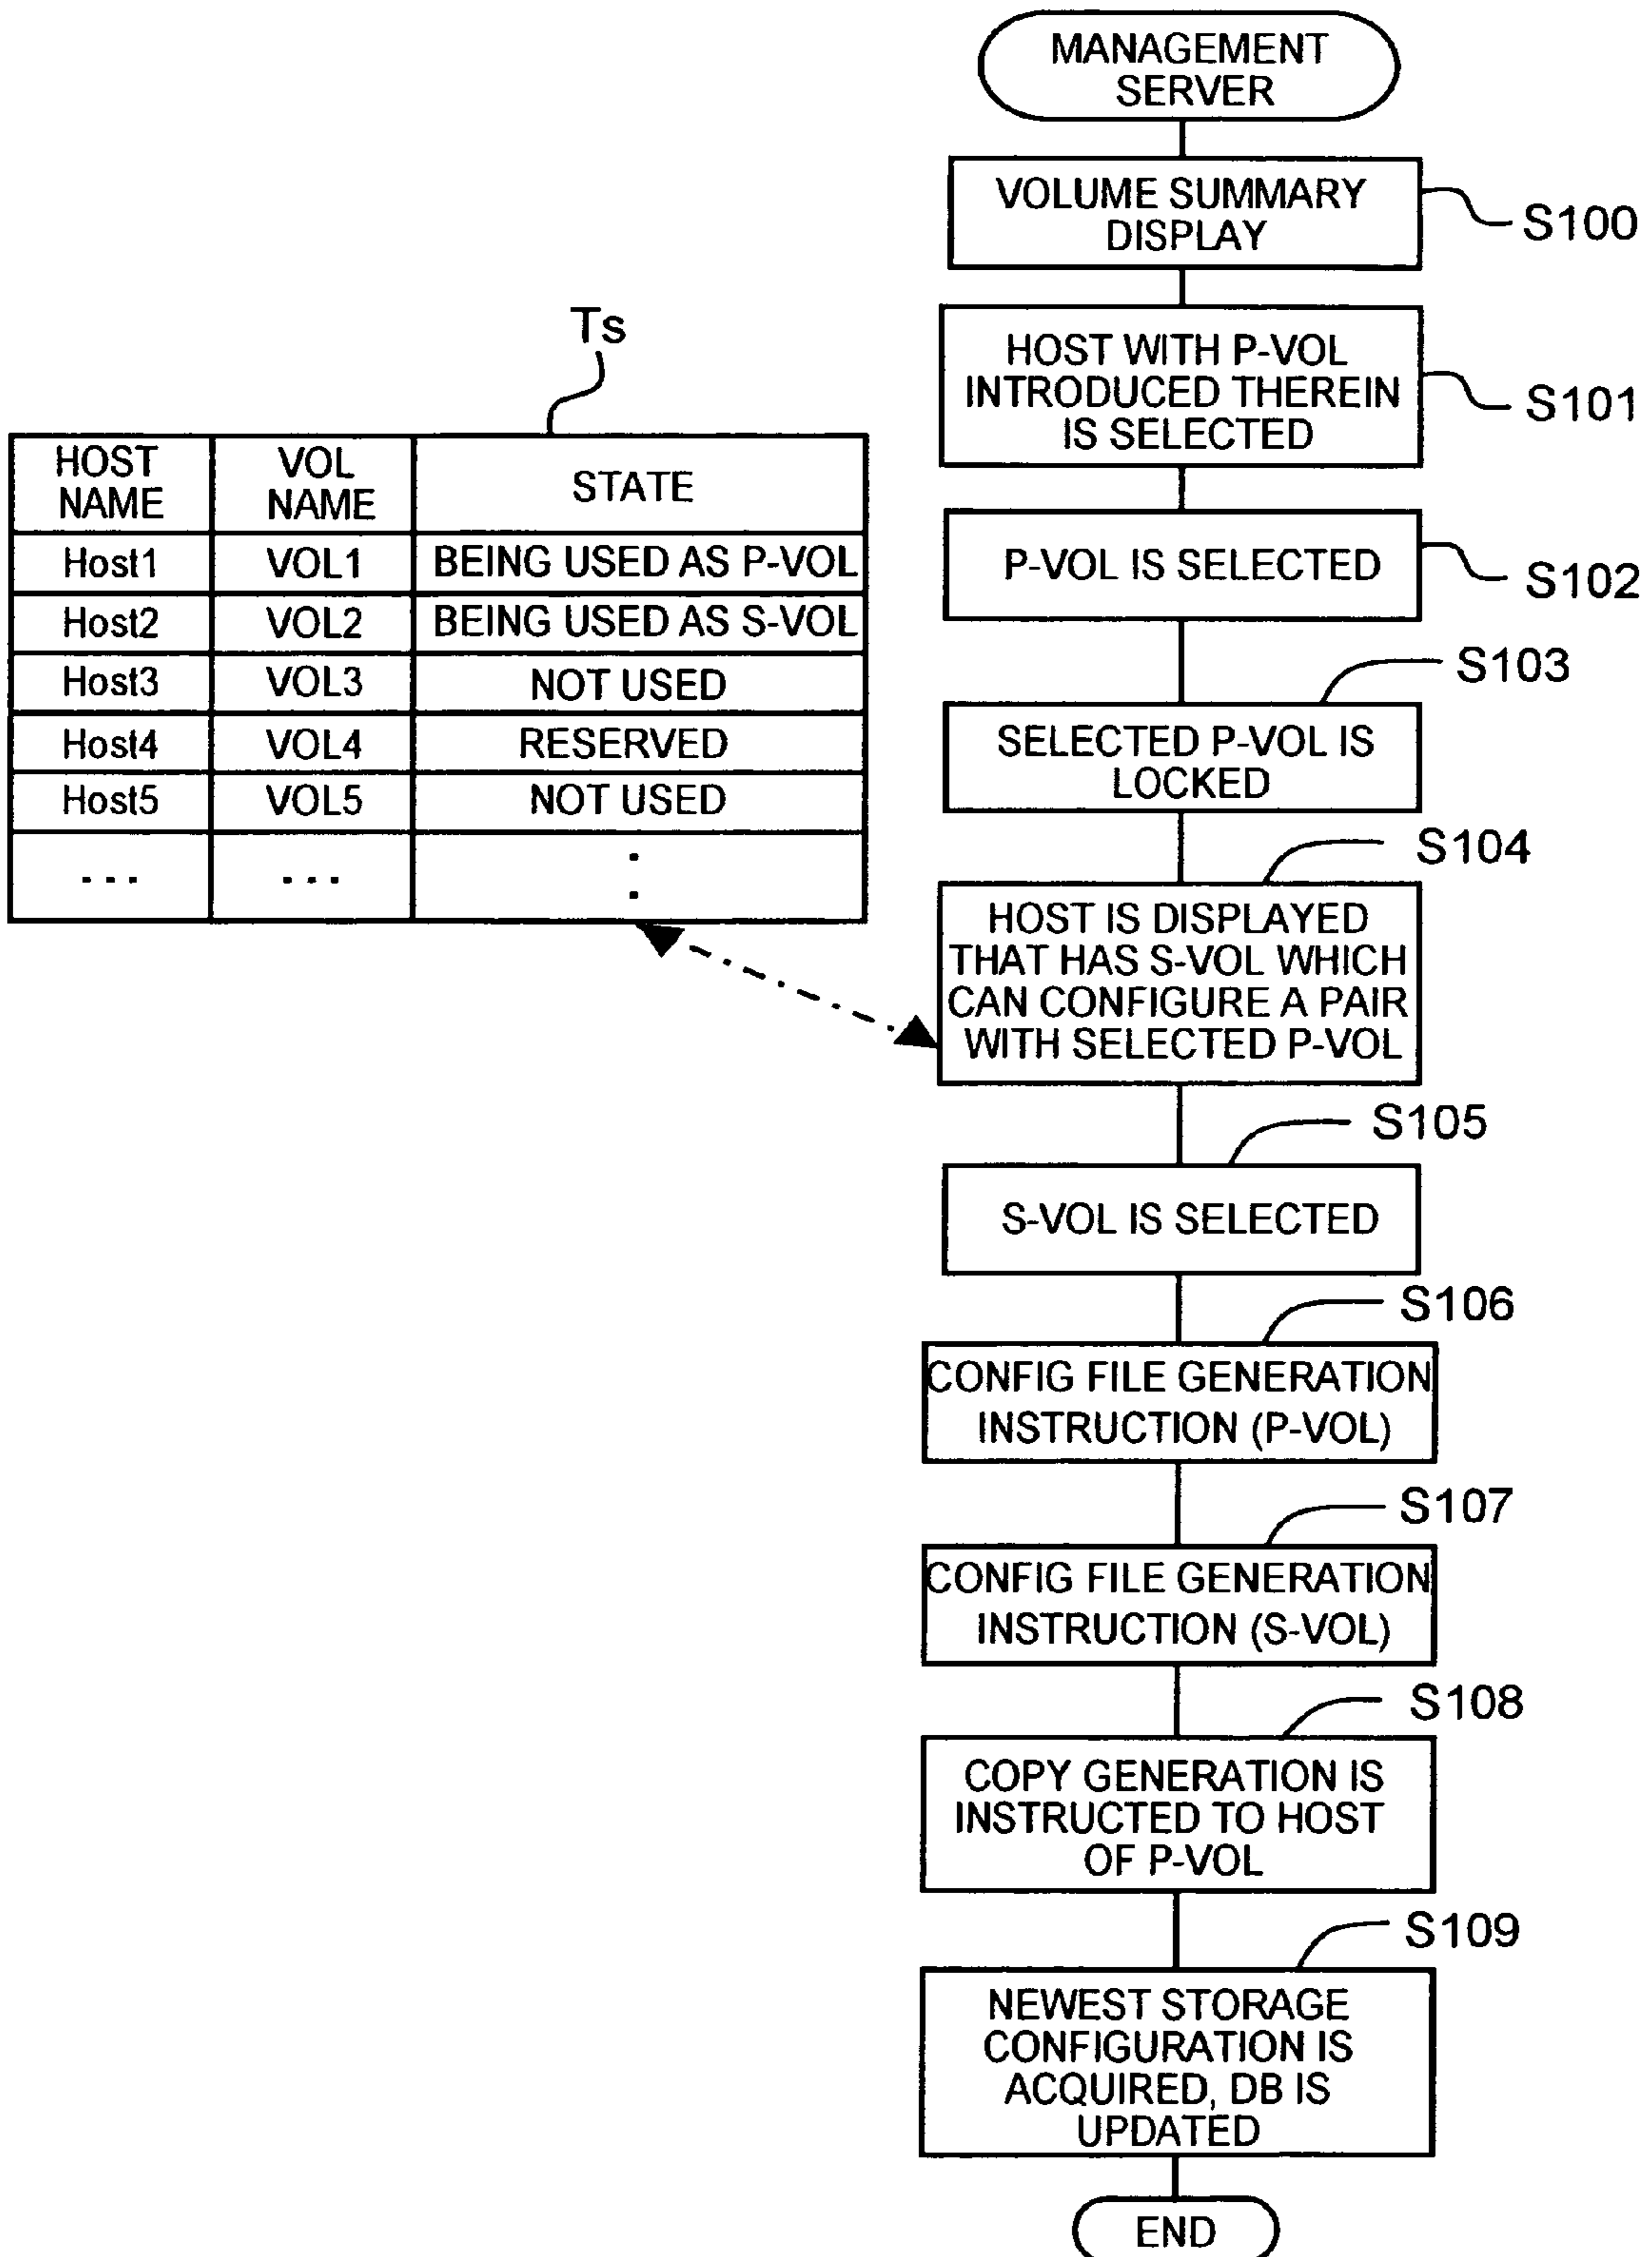 MANAGEMENT
SERVER
VOLUME SUMMARY
DISPLAY
S100
HOST WITH P-VOL
INTRODUCED THEREIN
IS SELECTED
S101
P-VOL IS SELECTED
S102
SELECTED P-VOL IS
LOCKED
S103
Ts
HOST NAME VOL NAME STATE
Host1 VOL1 BEING USED AS P-VOL
Host2 VOL2 BEING USED AS S-VOL
Host3 VOL3 NOT USED
Host4 VOL4 RESERVED
Host5 VOL5 NOT USED
... ... :
S104
HOST IS DISPLAYED
THAT HAS S-VOL WHICH
CAN CONFIGURE A PAIR
WITH SELECTED P-VOL
S105
S-VOL IS SELECTED
S106
CONFIG FILE GENERATION
INSTRUCTION (P-VOL)
S107
CONFIG FILE GENERATION
INSTRUCTION (S-VOL)
S108
COPY GENERATION IS
INSTRUCTED TO HOST
OF P-VOL
S109
NEWEST STORAGE
CONFIGURATION IS
ACQUIRED, DB IS
UPDATED
END